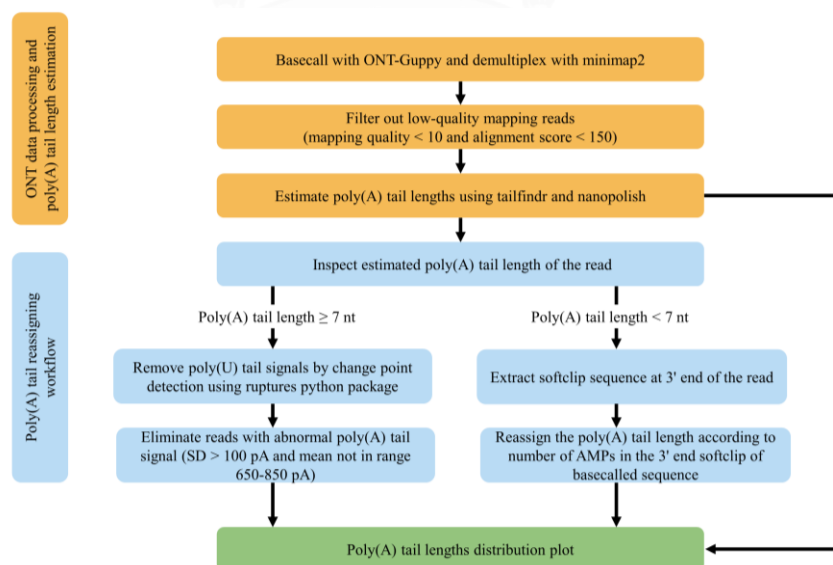 ONT data processing and
poly(A) tail length estimation
Basecall with ONT-Guppy and demultiplex with minimap2
Filter out low-quality mapping reads
(mapping quality < 10 and alignment score < 150)
Estimate poly(A) tail lengths using tailfindr and nanopolish
Poly(A) tail reassigning
workflow
Inspect estimated poly(A) tail length of the read
Poly(A) tail length ≥ 7 nt
Poly(A) tail length < 7 nt
Remove poly(U) tail signals by change point
detection using ruptures python package
Extract softclip sequence at 3' end of the read
Eliminate reads with abnormal poly(A) tail
signal (SD > 100 pA and mean not in range
650-850 pA)
Reassign the poly(A) tail length according to
number of AMPs in the 3' end softclip of
basecalled sequence
Poly(A) tail lengths distribution plot